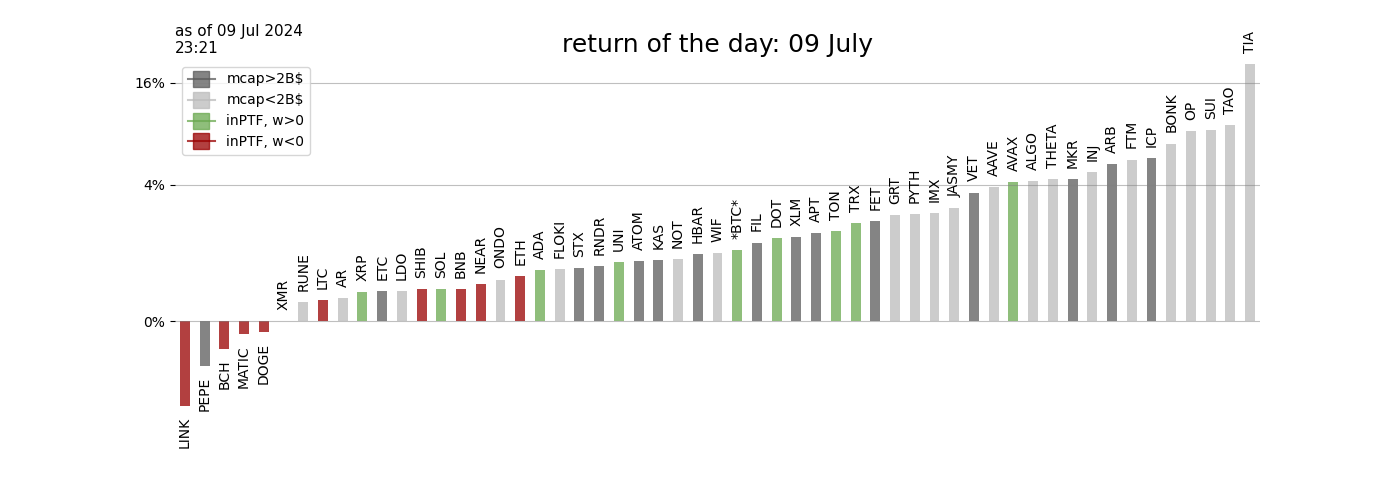 as of 09 Jul 2024
23:21
return of the day: 09 July
mcap>2B$
mcap<2B$
inPTF, w>0
inPTF, w<0
16%
4%
0%
LINK
PEPE
BCH
MATIC
DOGE
XMR
RUNE
LTC
AR
XRP
ETC
LDO
SHIB
SOL
BNB
NEAR
ONDO
ETH
ADA
FLOKI
STX
RNDR
UNI
ATOM
KAS
NOT
HBAR
WIF
*BTC*
FIL
DOT
XLM
APT
TON
TRX
FET
GRT
PYTH
IMX
JASMY
VET
AAVE
AVAX
ALGO
THETA
MKR
INJ
ARB
FTM
ICP
BONK
OP
SUI
TAO
TIA